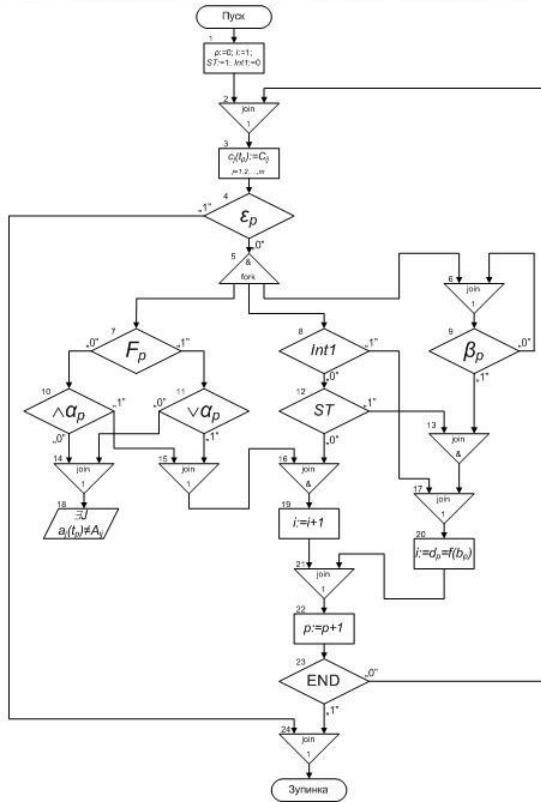 Пуск
1
p:=0; i:=1;
ST:=1; Int1:=0
2
join
1
3
cj(tp):=Cij
j=1,2,...,m
4
„1"
εp
„0"
5
&
fork
6
join
1
7
„0"
Fp
„1"
8
Int1
„1"
„0"
9
βp
„0"
„1"
10
∧αp
„1"
„0"
11
„0"
∨αp
„1"
12
ST
„1"
„0"
13
join
&
14
join
1
15
join
1
16
join
&
17
join
1
18
∃J
aj(tp)≠Aij
19
i:=i+1
20
i:=dp=f(bp)
21
join
1
22
p:=p+1
23
END
„0"
„1"
24
join
1
Зупинка